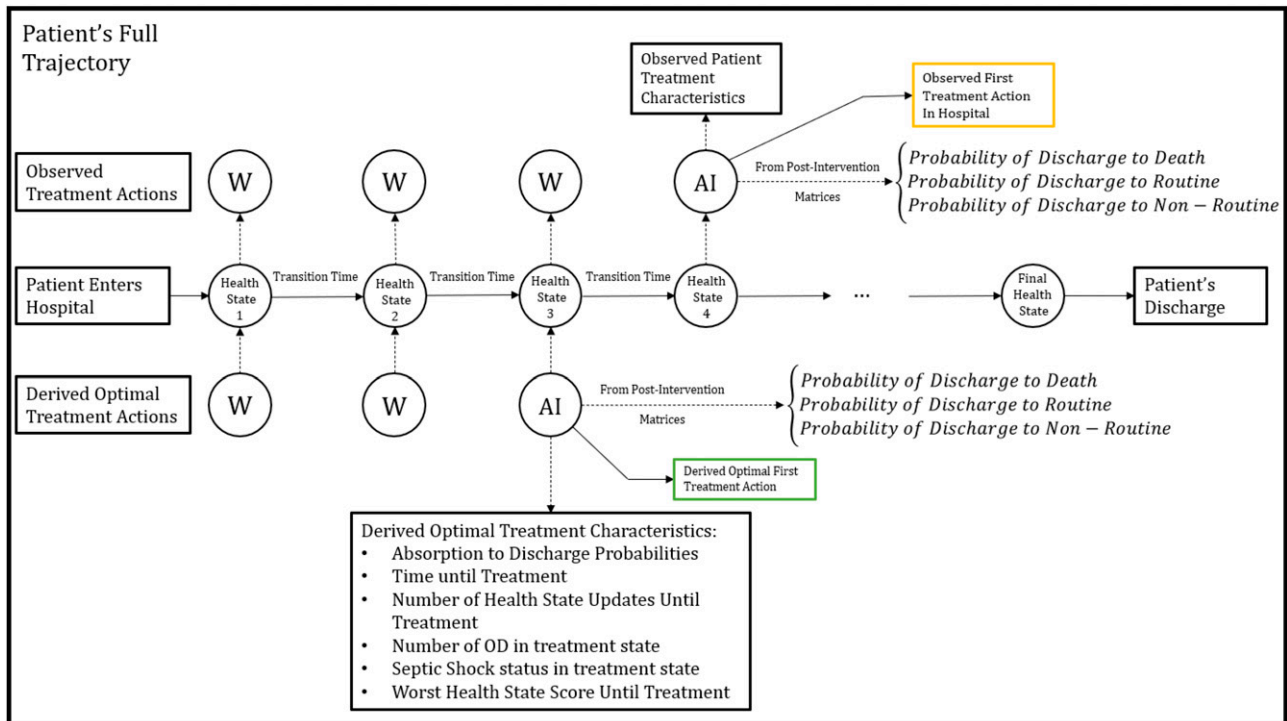 Patient's Full
Trajectory
Observed Patient
Treatment
Characteristics
Observed First
Treatment Action
In Hospital
Observed
Treatment Actions
W
W
W
AI
From Post-Intervention
Matrices
Probability of Discharge to Death
Probability of Discharge to Routine
Probability of Discharge to Non − Routine
Patient Enters
Hospital
Health
State
1
Transition Time
Health
State
2
Transition Time
Health
State
3
Transition Time
Health
State
4
...
Final
Health
State
Patient's
Discharge
Derived Optimal
Treatment Actions
W
W
AI
From Post-Intervention
Matrices
Probability of Discharge to Death
Probability of Discharge to Routine
Probability of Discharge to Non − Routine
Derived Optimal First
Treatment Action
Derived Optimal Treatment Characteristics:
• Absorption to Discharge Probabilities
• Time until Treatment
• Number of Health State Updates Until
Treatment
• Number of OD in treatment state
• Septic Shock status in treatment state
• Worst Health State Score Until Treatment